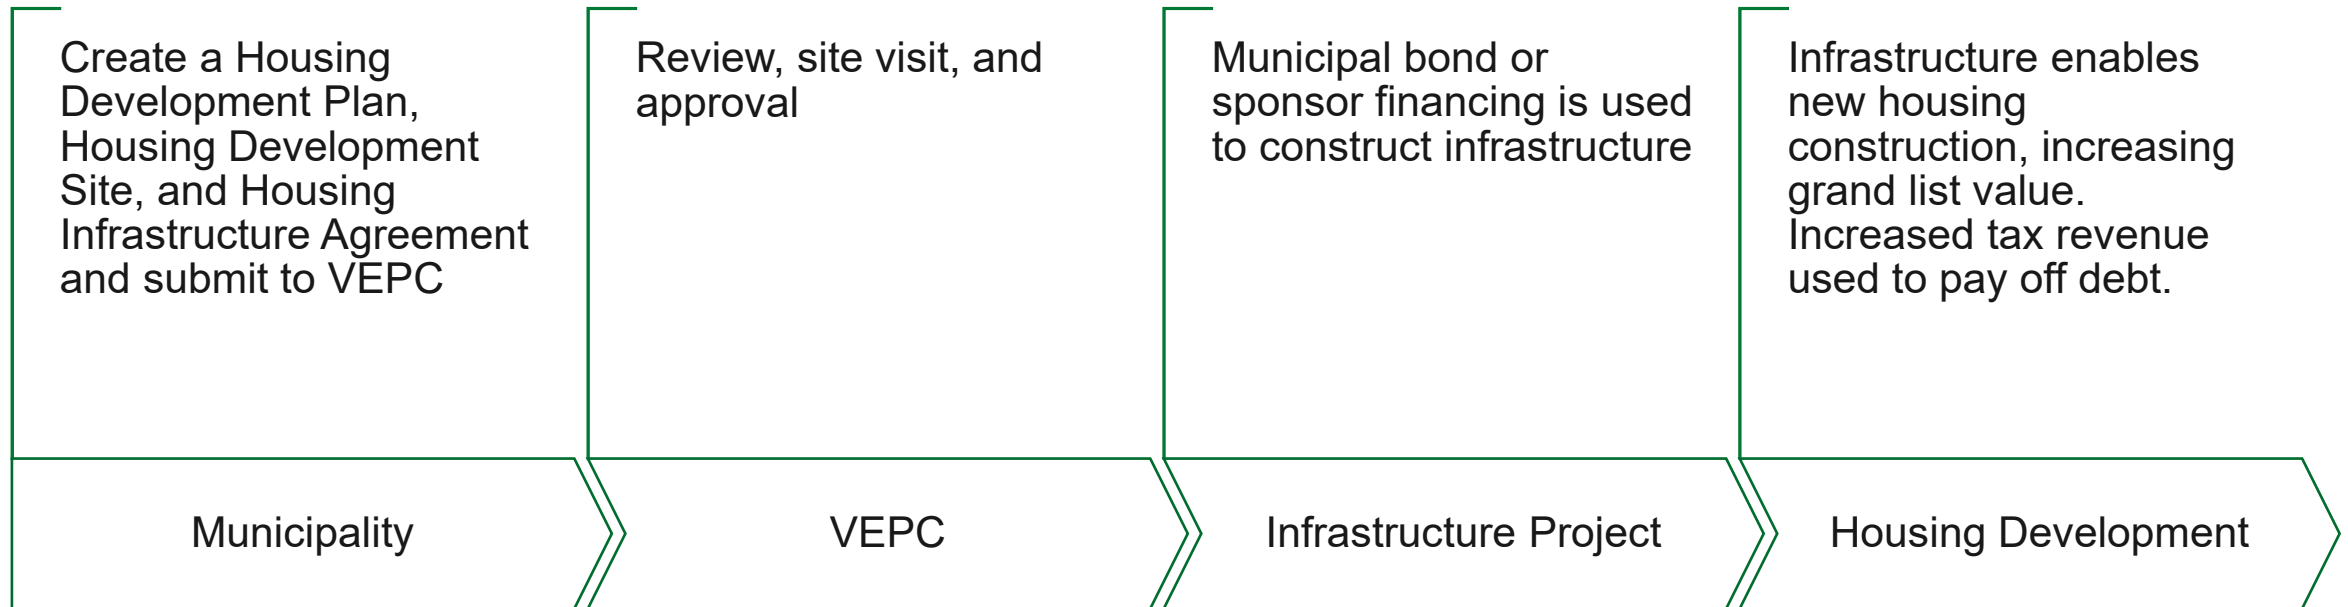 Create a Housing
Development Plan,
Housing Development
Site, and Housing
Infrastructure Agreement
and submit to VEPC
Municipality
Review, site visit, and
approval
VEPC
Municipal bond or
sponsor financing is used
to construct infrastructure
Infrastructure Project
Infrastructure enables
new housing
construction, increasing
grand list value.
Increased tax revenue
used to pay off debt.
Housing Development